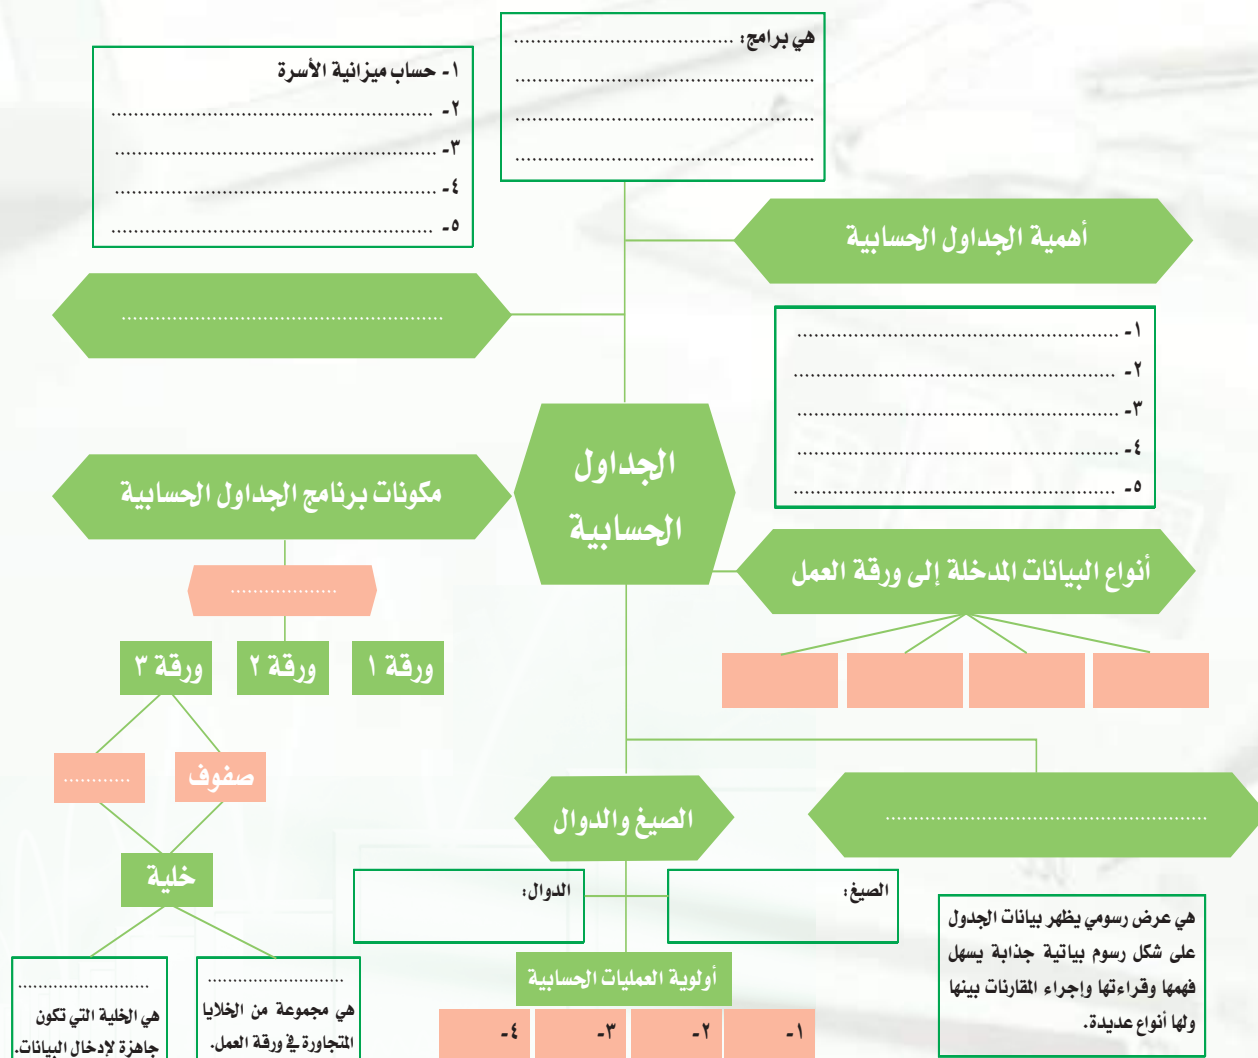 هي برامج: ......................................
............................................................
............................................................
............................................................
١- حساب ميزانية الأسرة
٢- ............................................................
٣- ............................................................
٤- ............................................................
٥- ............................................................
أهمية الجداول الحسابية
............................................................
١- ............................................................
٢- ............................................................
٣- ............................................................
٤- ............................................................
٥- ............................................................
الجداول
الحسابية
مكونات برنامج الجداول الحسابية
...................
ورقة ١
ورقة ٢
ورقة ٣
صفوف
............
خلية
..........................
هي مجموعة من الخلايا
المتجاورة في ورقة العمل.
..........................
هي الخلية التي تكون
جاهزة لإدخال البيانات.
أنواع البيانات المدخلة إلى ورقة العمل
الصيغ والدوال
الصيغ:
الدوال:
أولوية العمليات الحسابية
١-
٢-
٣-
٤-
............................................................
هي عرض رسومي يظهر بيانات الجدول
على شكل رسوم بياتية جذابة يسهل
فهمها وقراءتها وإجراء المقارنات بينها
ولها أنواع عديدة.